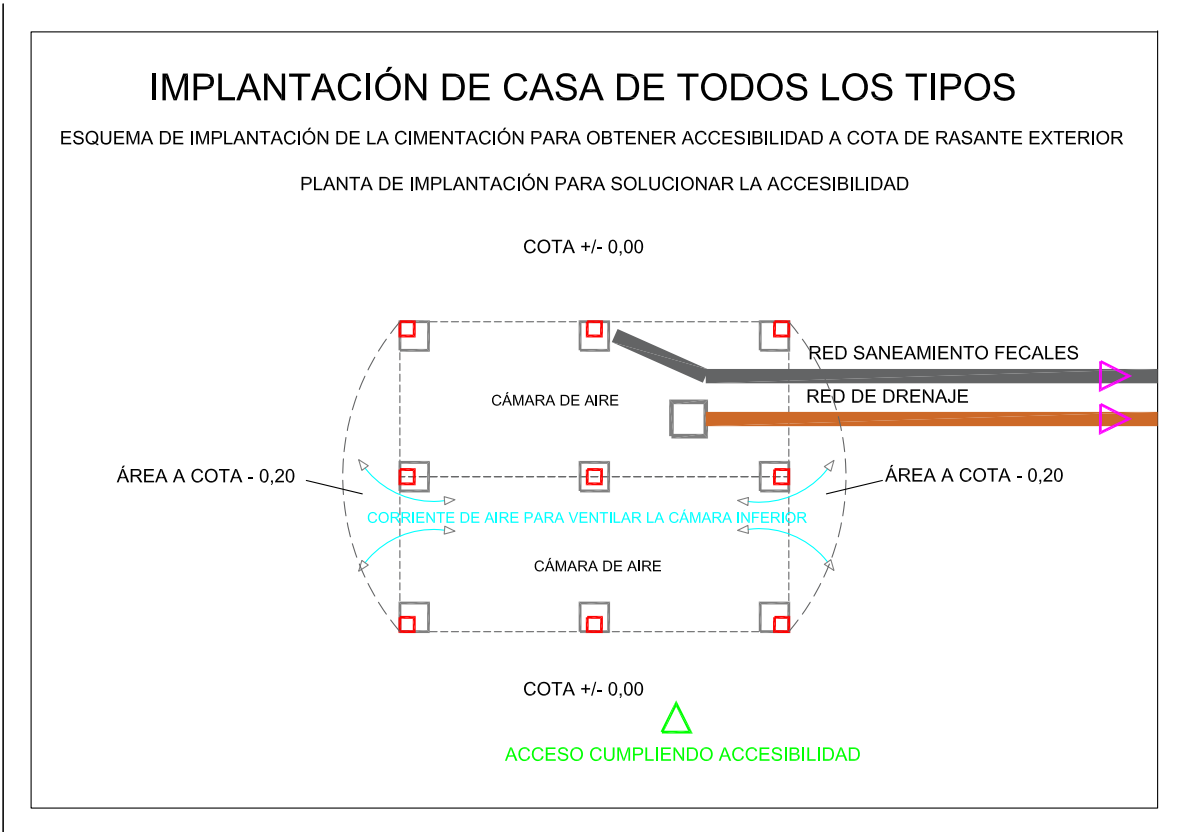 IMPLANTACIÓN DE CASA DE TODOS LOS TIPOS
ESQUEMA DE IMPLANTACIÓN DE LA CIMENTACIÓN PARA OBTENER ACCESIBILIDAD A COTA DE RASANTE EXTERIOR
PLANTA DE IMPLANTACIÓN PARA SOLUCIONAR LA ACCESIBILIDAD
COTA +/- 0,00
RED SANEAMIENTO FECALES
RED DE DRENAJE
CÁMARA DE AIRE
ÁREA A COTA - 0,20
ÁREA A COTA - 0,20
CORRIENTE DE AIRE PARA VENTILAR LA CÁMARA INFERIOR
CÁMARA DE AIRE
COTA +/- 0,00
ACCESO CUMPLIENDO ACCESIBILIDAD